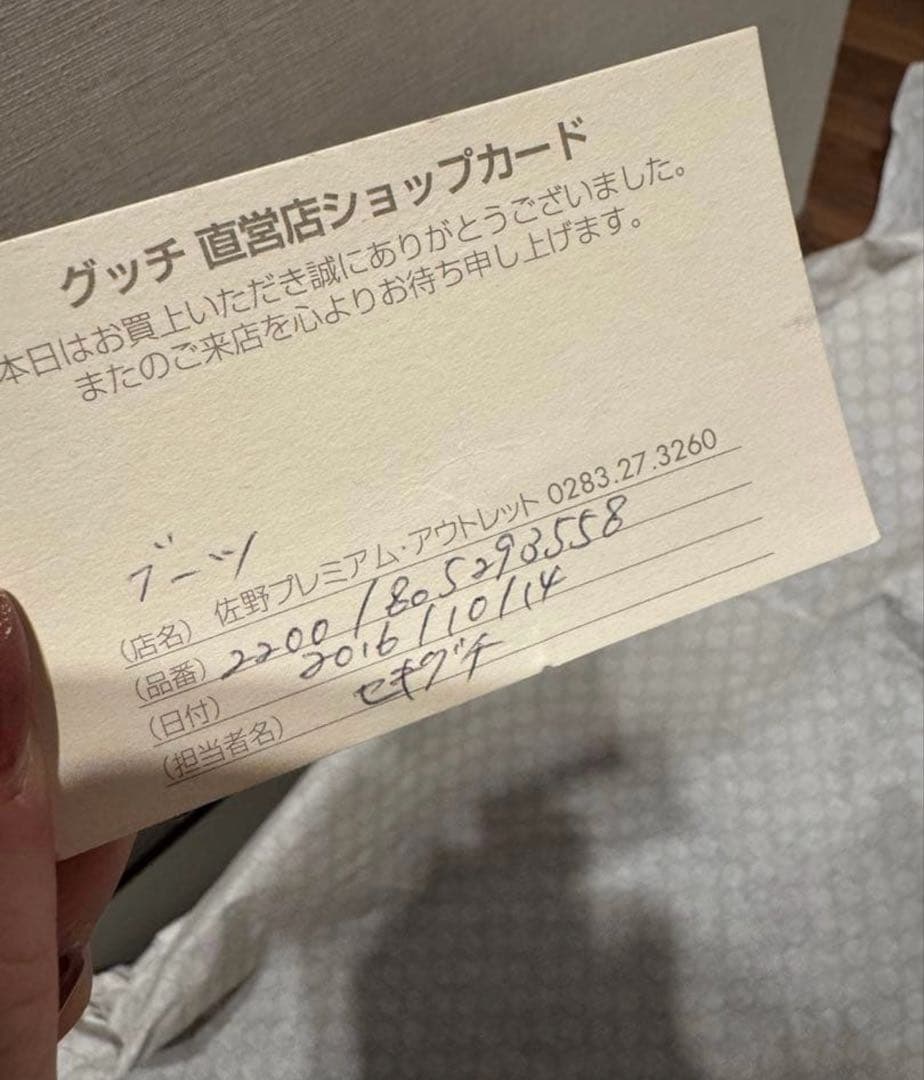 グッチ 直営店ショップカード
本日はお買上いただき誠にありがとうございました。
またのご来店を心よりお待ち申し上げます。
ブーツ
(店名) 佐野プレミアム・アウトレット 0283.27.3260
(品番) 2200 / 805293558
(日付) 2016/10/14
(担当者名) セキグチ